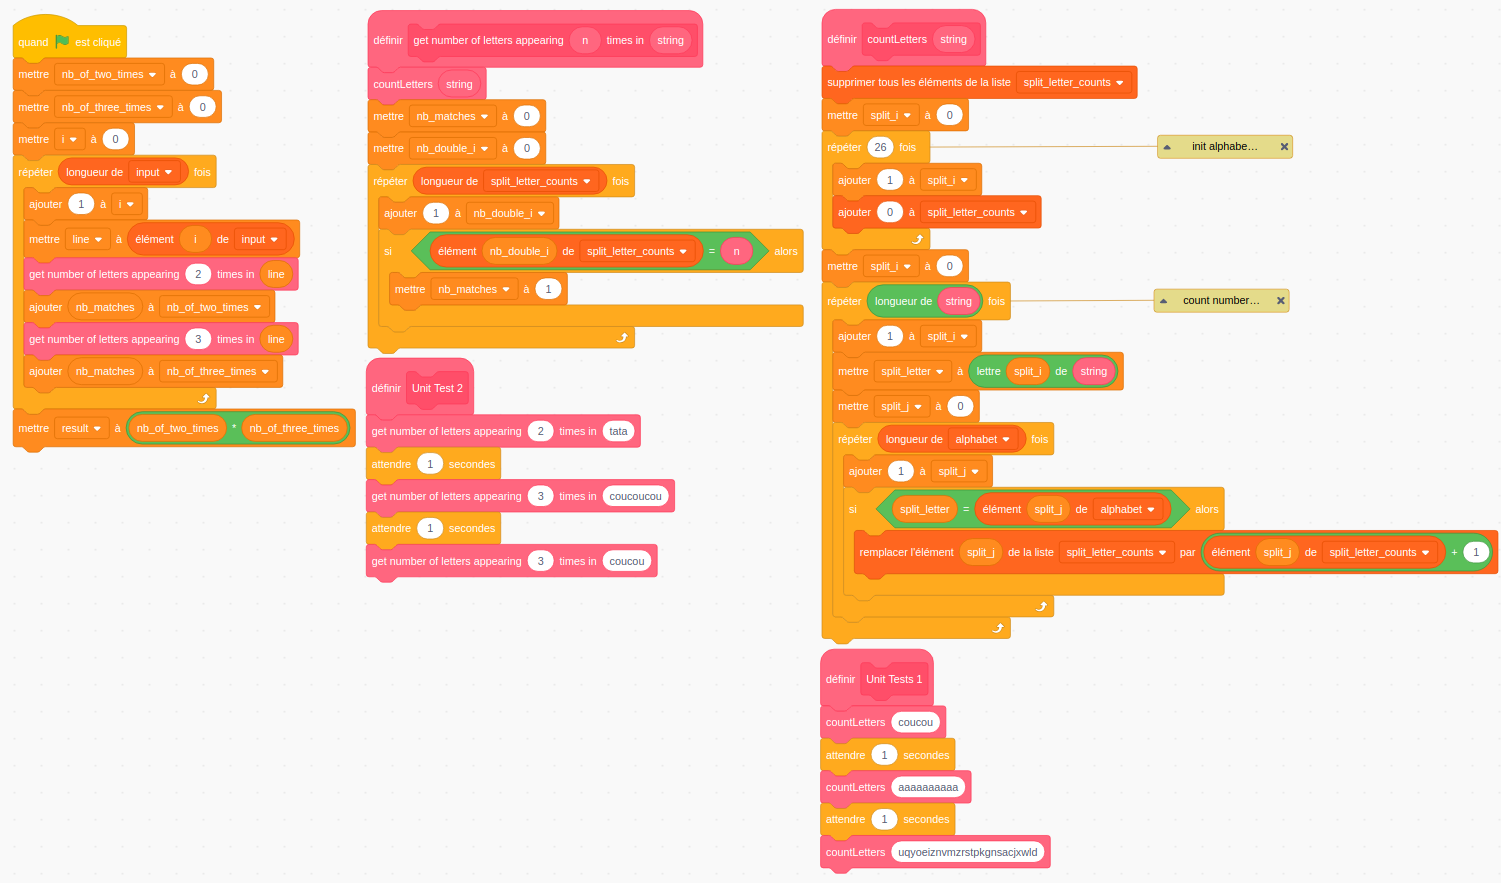 quand est cliqué
mettre nb_of_two_times à 0
mettre nb_of_three_times à 0
mettre i à 0
répéter longueur de input fois
ajouter 1 à i
mettre line à élément i de input
get number of letters appearing 2 times in line
ajouter nb_matches à nb_of_two_times
get number of letters appearing 3 times in line
ajouter nb_matches à nb_of_three_times
mettre result à nb_of_two_times * nb_of_three_times
définir get number of letters appearing n times in string
countLetters string
mettre nb_matches à 0
mettre nb_double_i à 0
répéter longueur de split_letter_counts fois
ajouter 1 à nb_double_i
si élément nb_double_i de split_letter_counts = n alors
mettre nb_matches à 1
définir Unit Test 2
get number of letters appearing 2 times in tata
attendre 1 secondes
get number of letters appearing 3 times in coucoucou
attendre 1 secondes
get number of letters appearing 3 times in coucou
définir countLetters string
supprimer tous les éléments de la liste split_letter_counts
mettre split_i à 0
répéter 26 fois
init alphabe…
ajouter 1 à split_i
ajouter 0 à split_letter_counts
mettre split_i à 0
répéter longueur de string fois
count number…
ajouter 1 à split_i
mettre split_letter à lettre split_i de string
mettre split_j à 0
répéter longueur de alphabet fois
ajouter 1 à split_j
si split_letter = élément split_j de alphabet alors
remplacer l'élément split_j de la liste split_letter_counts par élément split_j de split_letter_counts + 1
définir Unit Tests 1
countLetters coucou
attendre 1 secondes
countLetters aaaaaaaaaa
attendre 1 secondes
countLetters uqyoeiznvmzrstpkgnsacjxwld